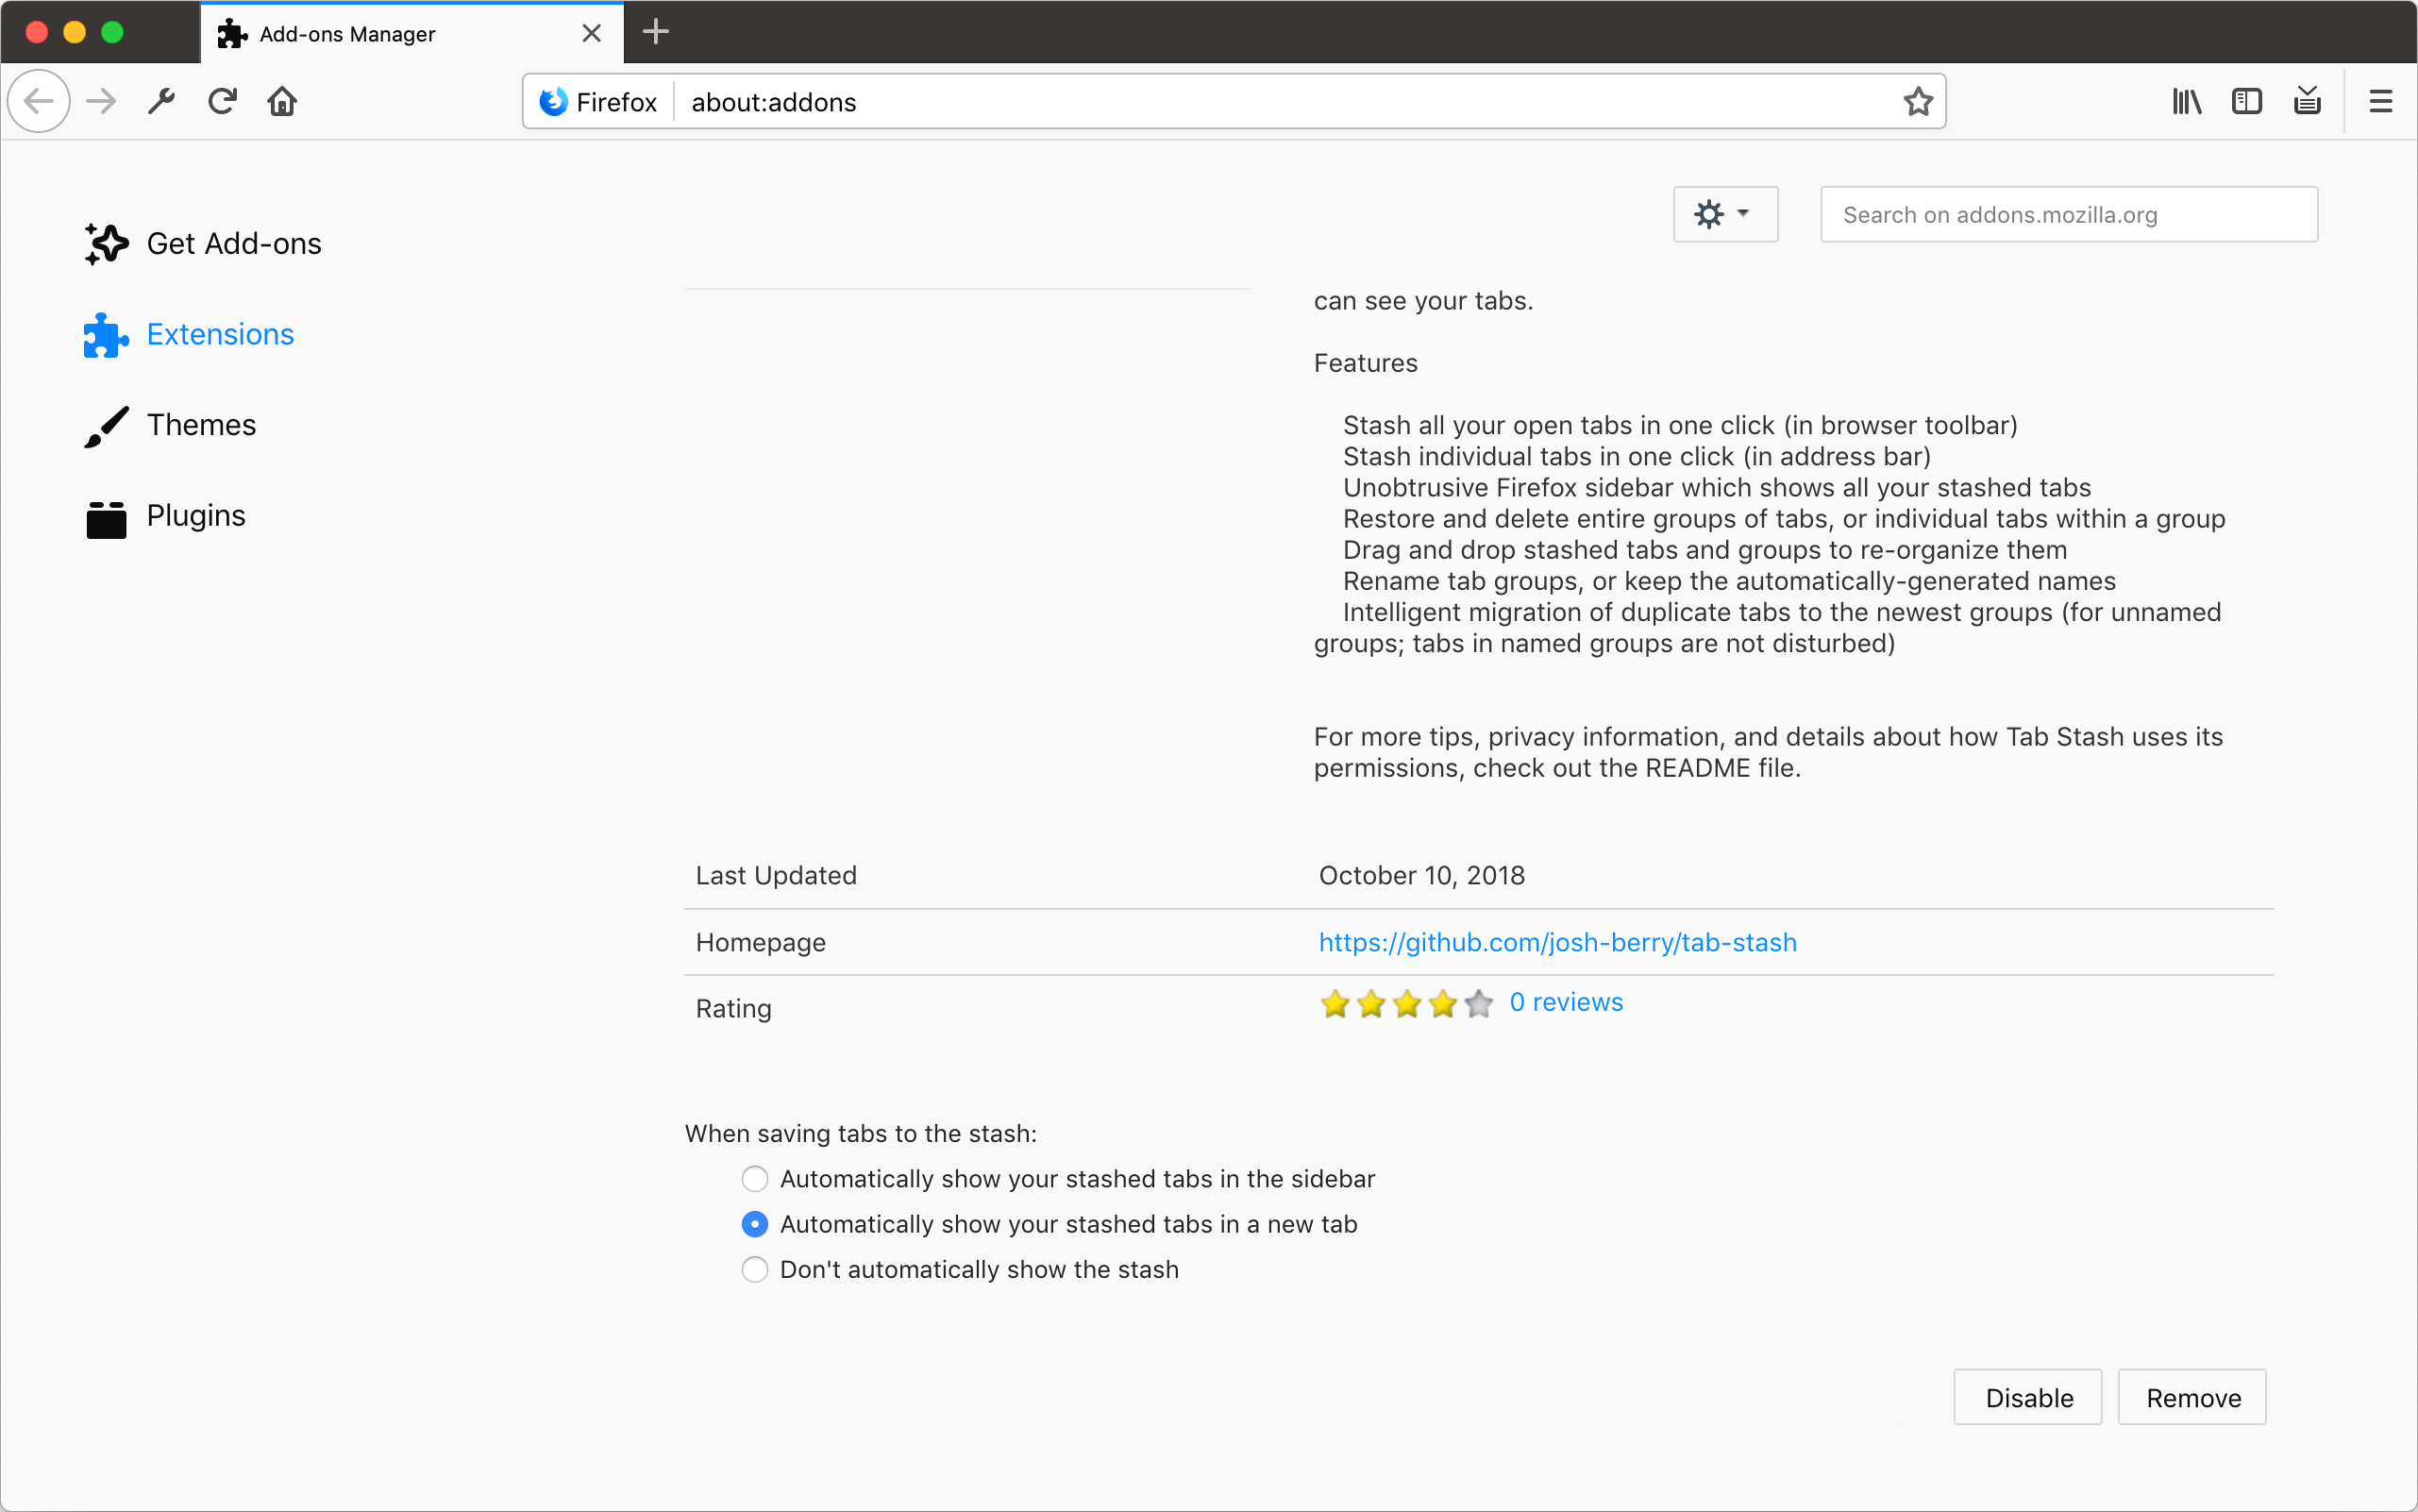 Add-ons Manager
Firefox about:addons
Search on addons.mozilla.org
Get Add-ons
Extensions
Themes
Plugins
can see your tabs.
Features
Stash all your open tabs in one click (in browser toolbar)
Stash individual tabs in one click (in address bar)
Unobtrusive Firefox sidebar which shows all your stashed tabs
Restore and delete entire groups of tabs, or individual tabs within a group
Drag and drop stashed tabs and groups to re-organize them
Rename tab groups, or keep the automatically-generated names
Intelligent migration of duplicate tabs to the newest groups (for unnamed
groups; tabs in named groups are not disturbed)
For more tips, privacy information, and details about how Tab Stash uses its
permissions, check out the README file.
Last Updated October 10, 2018
Homepage https://github.com/josh-berry/tab-stash
Rating 0 reviews
When saving tabs to the stash:
Automatically show your stashed tabs in the sidebar
Automatically show your stashed tabs in a new tab
Don't automatically show the stash
Disable Remove